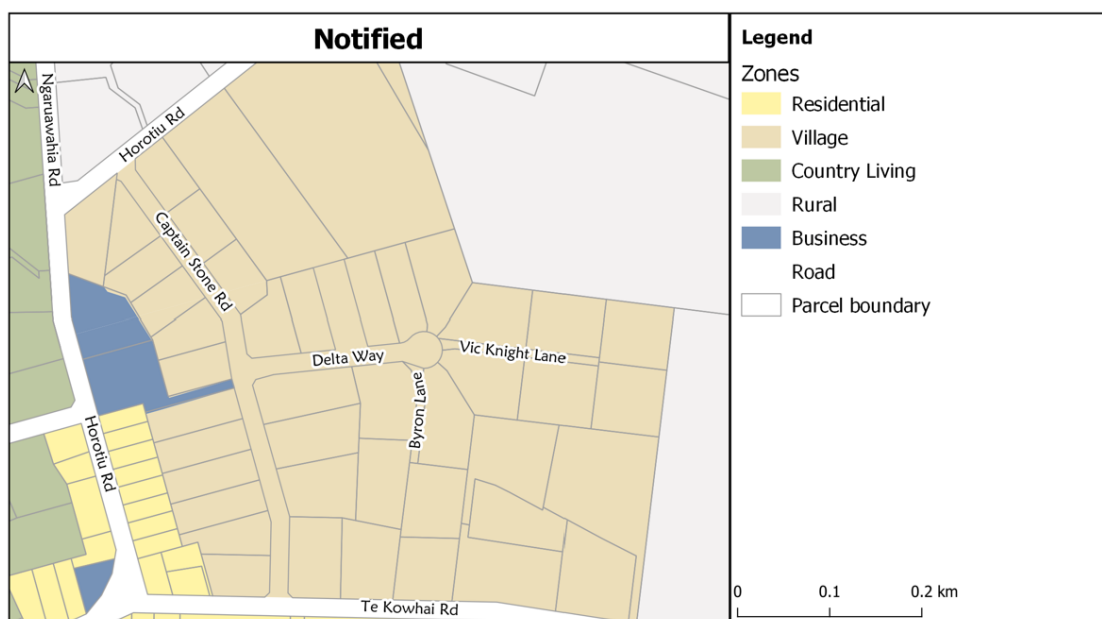 Notified
Ngaruawahia Rd
Horotiu Rd
Captain Stone Rd
Delta Way
Vic Knight Lane
Byron Lane
Horotiu Rd
Te Kowhai Rd
Legend
Zones
Residential
Village
Country Living
Rural
Business
Road
Parcel boundary
0 0.1 0.2 km